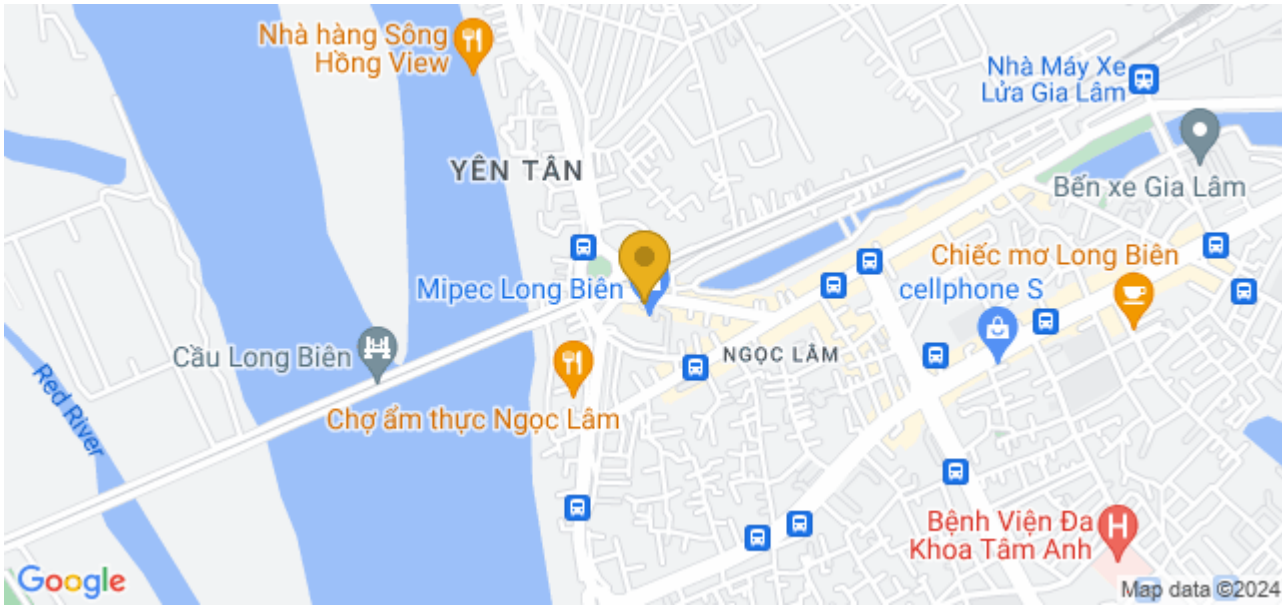 Nhà hàng Sông
Hồng View
Nhà Máy Xe
Lửa Gia Lâm
YÊN TÂN
Bến xe Gia Lâm
Chiếc mơ Long Biên
Mipec Long Biên
cellphone S
Cầu Long Biên
NGỌC LÂM
Red River
Chợ ẩm thực Ngọc Lâm
Bệnh Viện Đa
Khoa Tâm Anh
H
Google
Map data ©2024